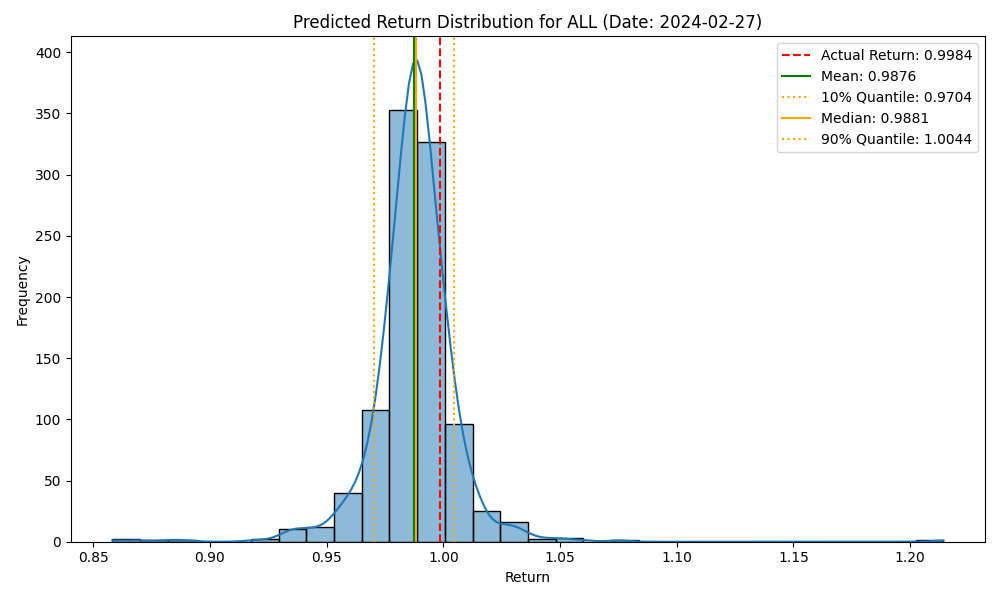 Predicted Return Distribution for ALL (Date: 2024-02-27)
Actual Return: 0.9984
Mean: 0.9876
10% Quantile: 0.9704
Median: 0.9881
90% Quantile: 1.0044
Frequency
400
350
300
250
200
150
100
50
0
0.85 0.90 0.95 1.00 1.05 1.10 1.15 1.20
Return